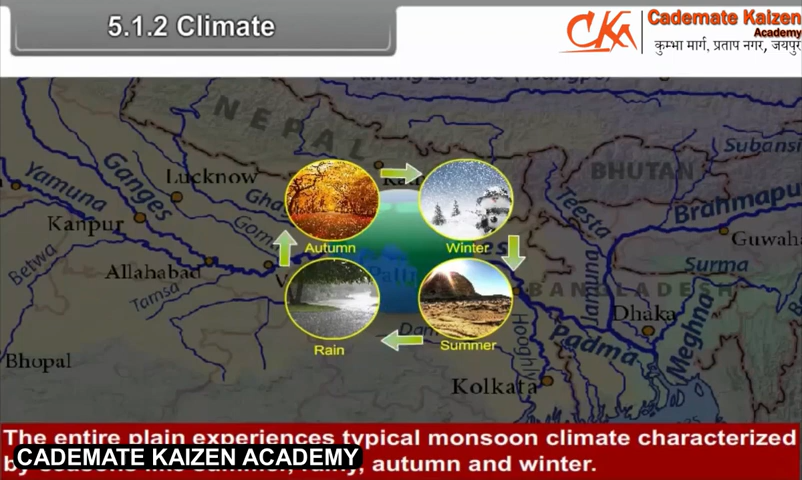 5.1.2 Climate
Cademate Kaizen
Academy
कुम्भा मार्ग, प्रताप नगर, जयपुर
NEPAL
BHUTAN
Subansi
Yamuna
Ganges
Lucknow
Teesta
Brahmapu
Kanpur
Autumn
Winter
Guwaha
Betwa
Allahabad
Surma
BANGLADESH
Jamuna
Tamsa
Dhaka
Meghna
Padma
Rain
Summer
Hooghly
Bhopal
Kolkata
The entire plain experiences typical monsoon climate characterized
autumn and winter.
CADEMATE KAIZEN ACADEMY